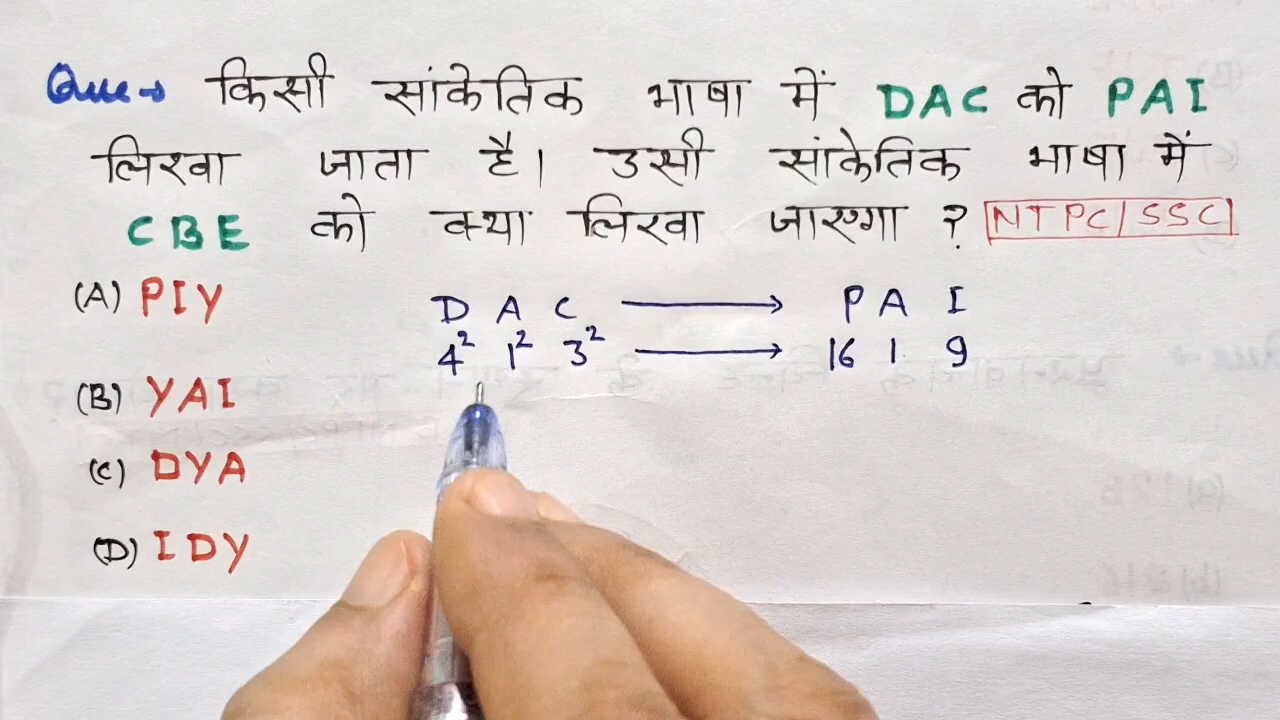 Que→ किसी सांकेतिक भाषा में DAC को PAI
लिखा जाता है। उसी सांकेतिक भाषा में
CBE को क्या लिखा जाएगा ? NTPC/SSC
(A) PIY
D A C → P A I
4² 1² 3² → 16 1 9
(B) YAI
(C) DYA
(D) IDY